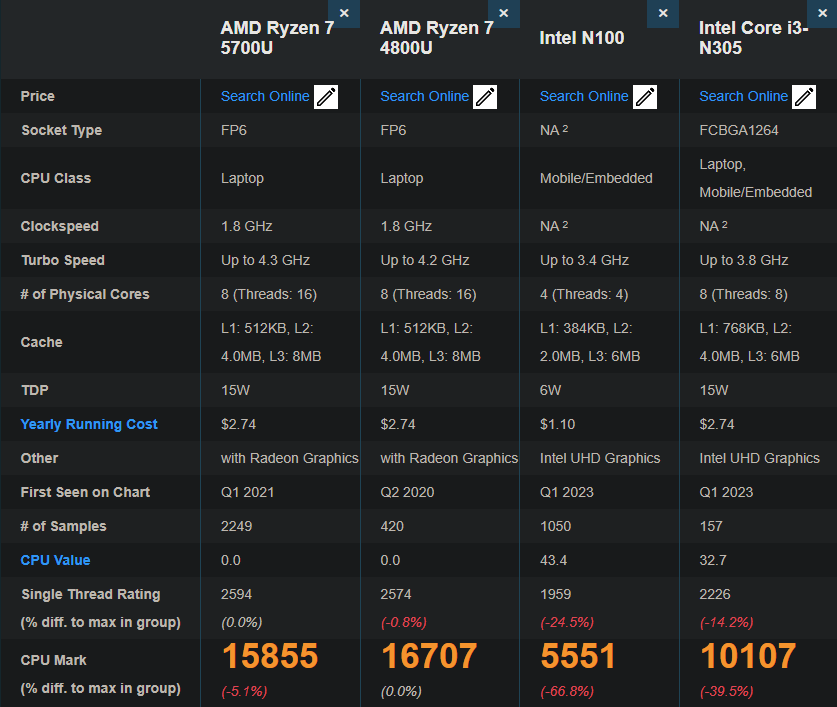 × × × ×
AMD Ryzen 7 AMD Ryzen 7 Intel N100 Intel Core i3-
5700U 4800U N305
Price Search Online Search Online Search Online Search Online
Socket Type FP6 FP6 NA 2 FCBGA1264
CPU Class Laptop Laptop Mobile/Embedded Laptop,
Mobile/Embedded
Clockspeed 1.8 GHz 1.8 GHz NA 2 NA 2
Turbo Speed Up to 4.3 GHz Up to 4.2 GHz Up to 3.4 GHz Up to 3.8 GHz
# of Physical Cores 8 (Threads: 16) 8 (Threads: 16) 4 (Threads: 4) 8 (Threads: 8)
Cache L1: 512KB, L2: L1: 512KB, L2: L1: 384KB, L2: L1: 768KB, L2:
4.0MB, L3: 8MB 4.0MB, L3: 8MB 2.0MB, L3: 6MB 4.0MB, L3: 6MB
TDP 15W 15W 6W 15W
Yearly Running Cost $2.74 $2.74 $1.10 $2.74
Other with Radeon Graphics with Radeon Graphics Intel UHD Graphics Intel UHD Graphics
First Seen on Chart Q1 2021 Q2 2020 Q1 2023 Q1 2023
# of Samples 2249 420 1050 157
CPU Value 0.0 0.0 43.4 32.7
Single Thread Rating 2594 2574 1959 2226
(% diff. to max in group) (0.0%) (-0.8%) (-24.5%) (-14.2%)
CPU Mark 15855 16707 5551 10107
(% diff. to max in group) (-5.1%) (0.0%) (-66.8%) (-39.5%)